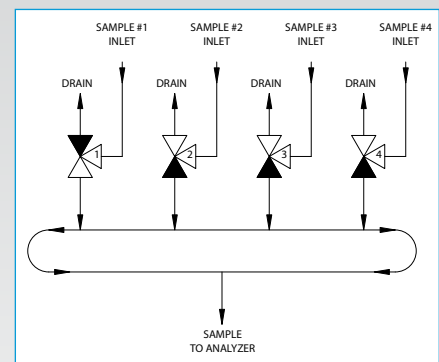 SAMPLE #1
INLET
SAMPLE #2
INLET
SAMPLE #3
INLET
SAMPLE #4
INLET
DRAIN
DRAIN
DRAIN
DRAIN
1
2
3
4
SAMPLE
TO ANALYZER